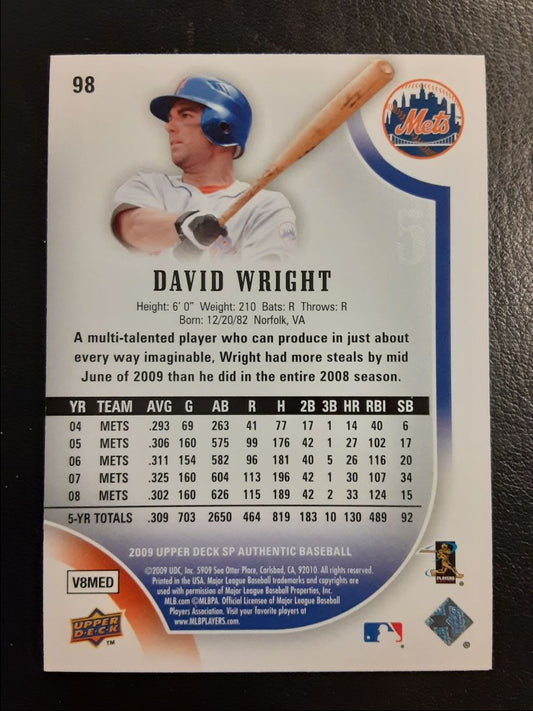 98
Mets
5
DAVID WRIGHT
Height: 6' 0" Weight: 210 Bats: R Throws: R
Born: 12/20/82 Norfolk, VA
A multi-talented player who can produce in just about
every way imaginable, Wright had more steals by mid
June of 2009 than he did in the entire 2008 season.
YR TEAM AVG G AB R H 2B 3B HR RBI SB
04 METS .293 69 263 41 77 17 1 14 40 6
05 METS .306 160 575 99 176 42 1 27 102 17
06 METS .311 154 582 96 181 40 5 26 116 20
07 METS .325 160 604 113 196 42 1 30 107 34
08 METS .302 160 626 115 189 42 2 33 124 15
5-YR TOTALS .309 703 2650 464 819 183 10 130 489 92
2009 UPPER DECK SP AUTHENTIC BASEBALL
©2009 UDC, Inc. 5909 Sea Otter Place, Carlsbad, CA, 92010. All rights reserved.
Printed in the USA. Major League Baseball trademarks and copyrights are
used with permission of Major League Baseball Properties, Inc.
MLB.com ©MLBPA. Official Licensee of Major League Baseball
Players Association. Visit your favorite players at
www.MLBPLAYERS.com.
V8MED
UPPER
DECK
TM
PLAYERS
®